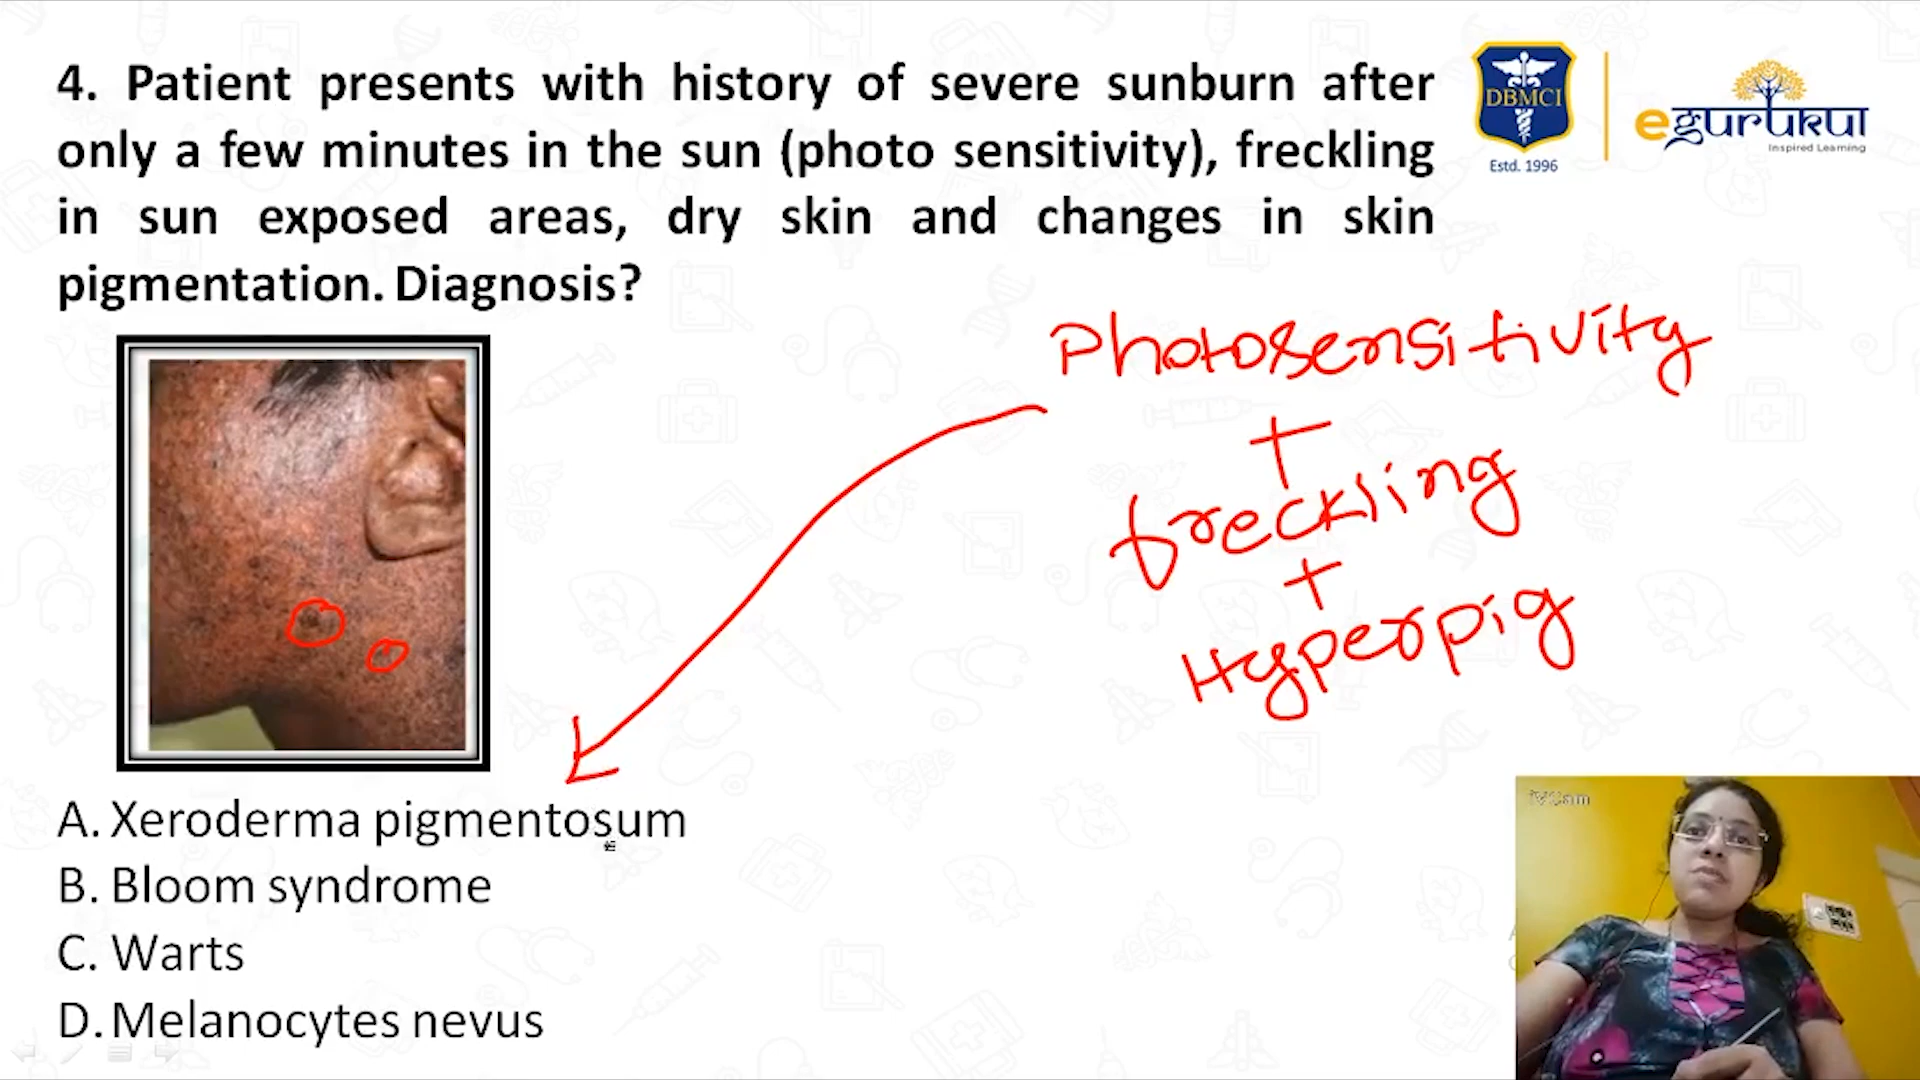 4. Patient presents with history of severe sunburn after
only a few minutes in the sun (photo sensitivity), freckling
in sun exposed areas, dry skin and changes in skin
pigmentation. Diagnosis?
DBMCI
Estd. 1996
egurukul
Inspired Learning
Photosensitivity
+
freckling
+
Hyperpig
A. Xeroderma pigmentosum
B. Bloom syndrome
C. Warts
D. Melanocytes nevus
iVCam